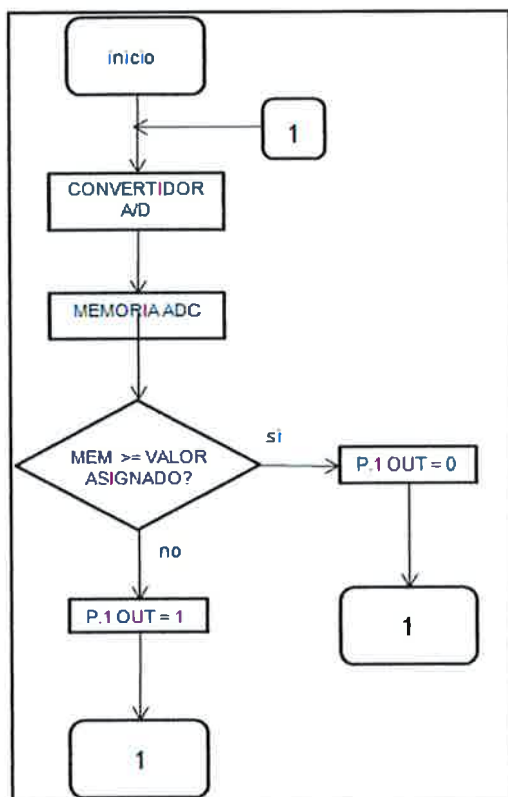 inicio
1
CONVERTIDOR
A/D
MEMORIA ADC
MEM >= VALOR
ASIGNADO?
si
P.1 OUT = 0
no
1
P.1 OUT = 1
1